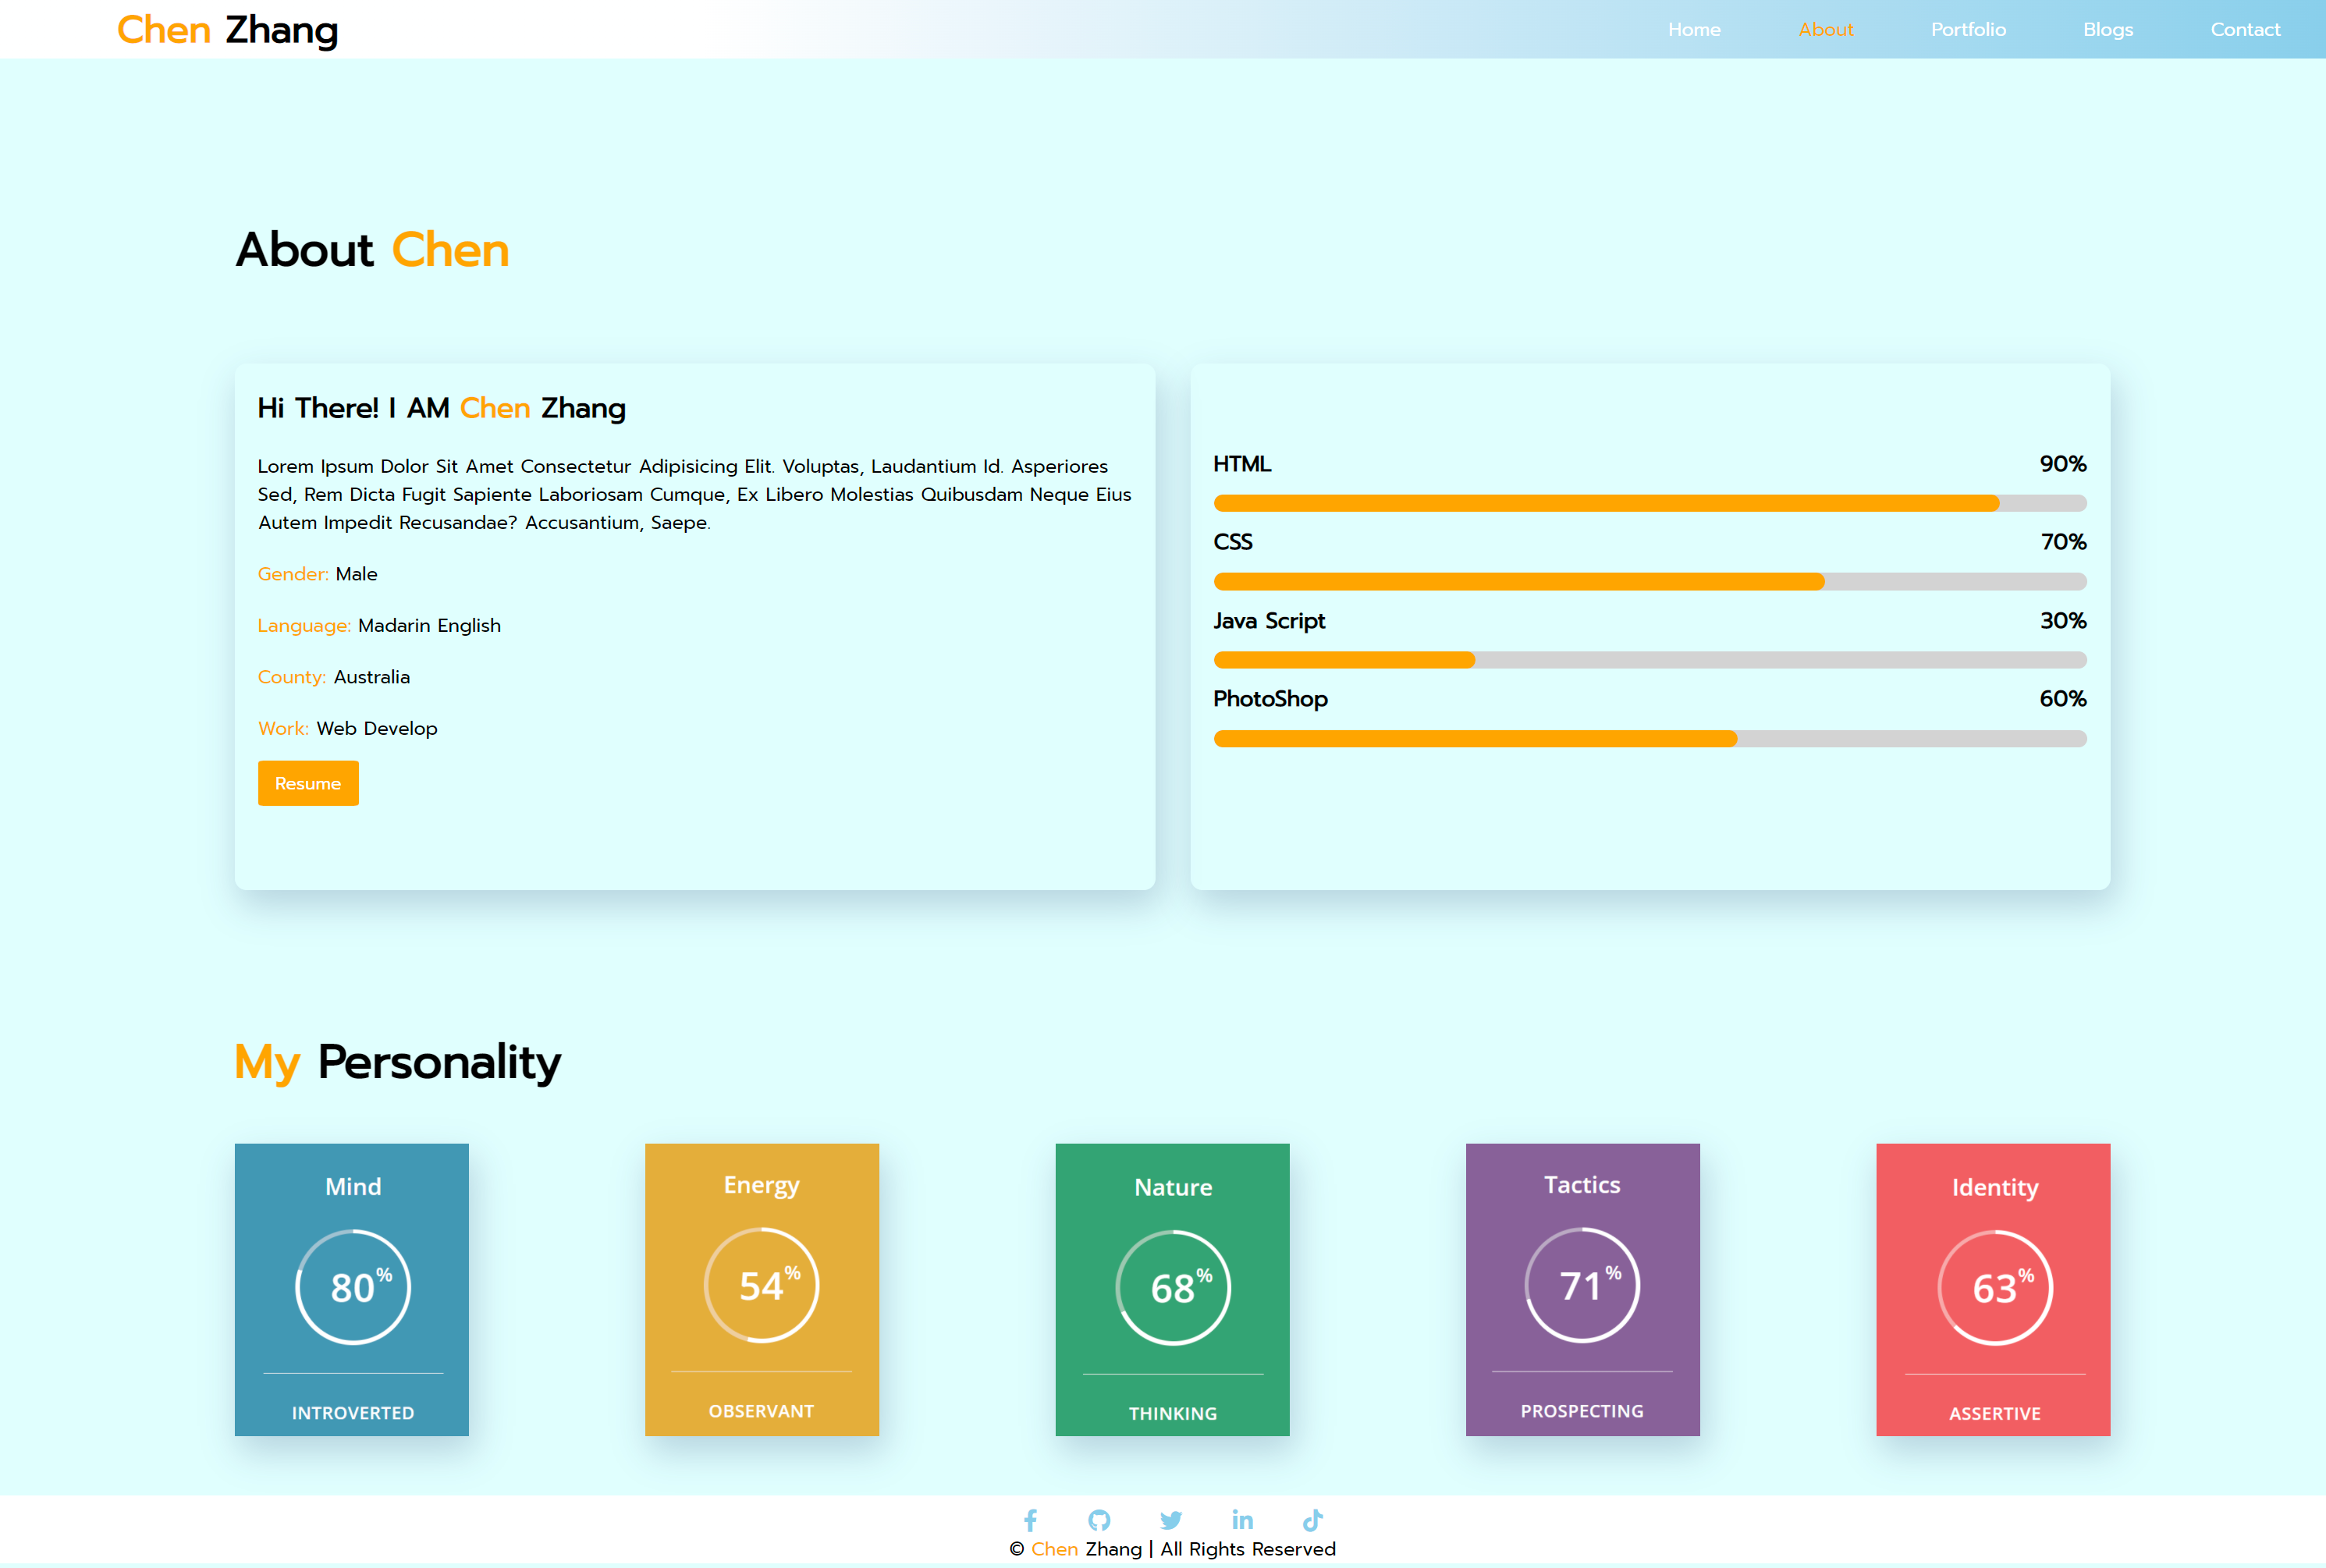 Chen Zhang
Home About Portfolio Blogs Contact
About Chen
Hi There! I AM Chen Zhang
Lorem Ipsum Dolor Sit Amet Consectetur Adipisicing Elit. Voluptas, Laudantium Id. Asperiores
Sed, Rem Dicta Fugit Sapiente Laboriosam Cumque, Ex Libero Molestias Quibusdam Neque Eius
Autem Impedit Recusandae? Accusantium, Saepe.
Gender: Male
Language: Madarin English
County: Australia
Work: Web Develop
Resume
HTML 90%
CSS 70%
Java Script 30%
PhotoShop 60%
My Personality
Mind
80%
INTROVERTED
Energy
54%
OBSERVANT
Nature
68%
THINKING
Tactics
71%
PROSPECTING
Identity
63%
ASSERTIVE
© Chen Zhang | All Rights Reserved